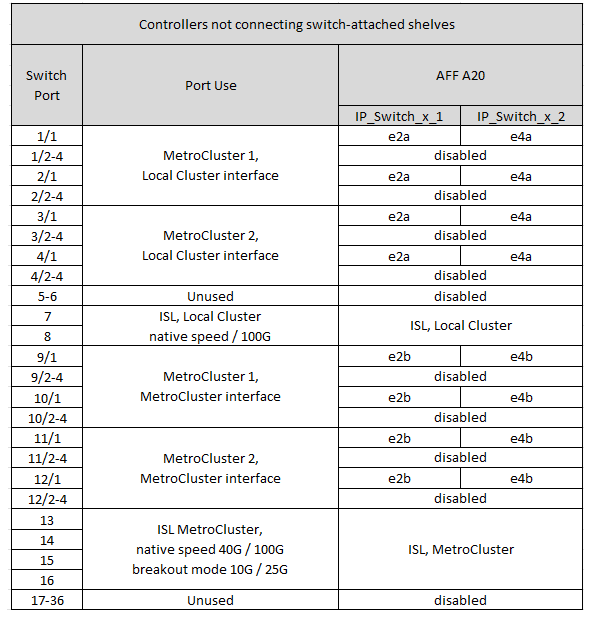 Controllers not connecting switch-attached shelves
Switch
Port
Port Use
AFF A20
IP_Switch_x_1
IP_Switch_x_2
1/1
e2a
e4a
1/2-4
disabled
MetroCluster 1,
Local Cluster interface
2/1
e2a
e4a
2/2-4
disabled
3/1
e2a
e4a
3/2-4
disabled
MetroCluster 2,
Local Cluster interface
4/1
e2a
e4a
4/2-4
disabled
5-6
Unused
disabled
7
8
ISL, Local Cluster
native speed / 100G
ISL, Local Cluster
9/1
e2b
e4b
9/2-4
disabled
MetroCluster 1,
MetroCluster interface
10/1
e2b
e4b
10/2-4
disabled
11/1
e2b
e4b
11/2-4
disabled
MetroCluster 2,
MetroCluster interface
12/1
e2b
e4b
12/2-4
disabled
13
14
15
16
ISL MetroCluster,
native speed 40G / 100G
breakout mode 10G / 25G
ISL, MetroCluster
17-36
Unused
disabled